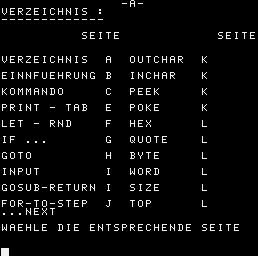 -A-
VERZEICHNIS :
SEITE SEITE
VERZEICHNIS A OUTCHAR K
EINNFUEHRUNG B INCHAR K
KOMMANDO C PEEK K
PRINT - TAB E POKE K
LET - RND F HEX L
IF ... G QUOTE L
GOTO H BYTE L
INPUT I WORD L
GOSUB-RETURN I SIZE L
FOR-TO-STEP J TOP L
...NEXT
WAEHLE DIE ENTSPRECHENDE SEITE